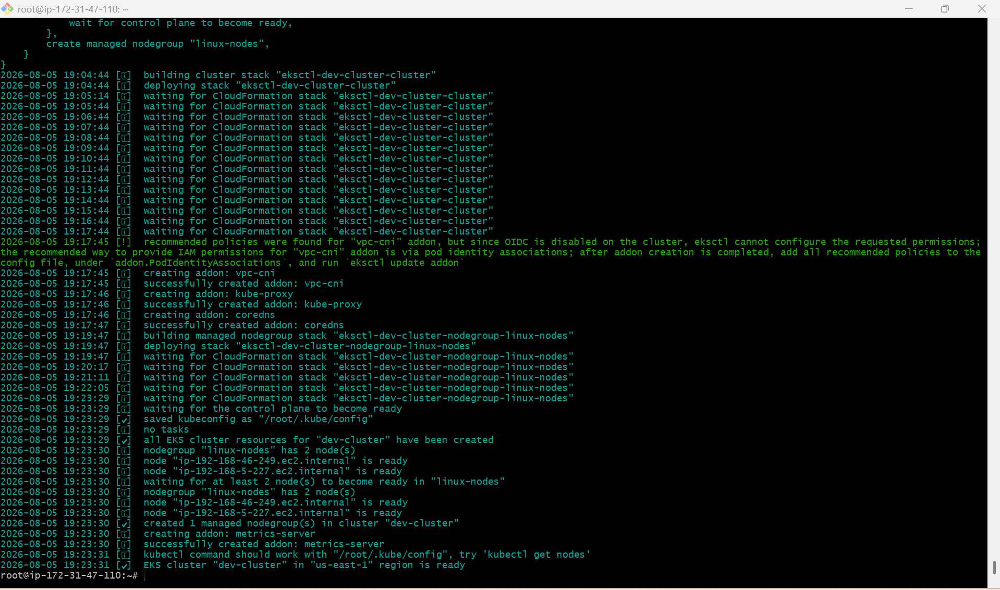 root@ip-172-31-47-110: ~
            wait for control plane to become ready,
        },
        create managed nodegroup "linux-nodes",
    }
}
2026-08-05 19:04:44 [i]  building cluster stack "eksctl-dev-cluster-cluster"
2026-08-05 19:04:44 [i]  deploying stack "eksctl-dev-cluster-cluster"
2026-08-05 19:05:14 [i]  waiting for CloudFormation stack "eksctl-dev-cluster-cluster"
2026-08-05 19:05:44 [i]  waiting for CloudFormation stack "eksctl-dev-cluster-cluster"
2026-08-05 19:06:44 [i]  waiting for CloudFormation stack "eksctl-dev-cluster-cluster"
2026-08-05 19:07:44 [i]  waiting for CloudFormation stack "eksctl-dev-cluster-cluster"
2026-08-05 19:08:44 [i]  waiting for CloudFormation stack "eksctl-dev-cluster-cluster"
2026-08-05 19:09:44 [i]  waiting for CloudFormation stack "eksctl-dev-cluster-cluster"
2026-08-05 19:10:44 [i]  waiting for CloudFormation stack "eksctl-dev-cluster-cluster"
2026-08-05 19:11:44 [i]  waiting for CloudFormation stack "eksctl-dev-cluster-cluster"
2026-08-05 19:12:44 [i]  waiting for CloudFormation stack "eksctl-dev-cluster-cluster"
2026-08-05 19:13:44 [i]  waiting for CloudFormation stack "eksctl-dev-cluster-cluster"
2026-08-05 19:14:44 [i]  waiting for CloudFormation stack "eksctl-dev-cluster-cluster"
2026-08-05 19:15:44 [i]  waiting for CloudFormation stack "eksctl-dev-cluster-cluster"
2026-08-05 19:16:44 [i]  waiting for CloudFormation stack "eksctl-dev-cluster-cluster"
2026-08-05 19:17:44 [i]  waiting for CloudFormation stack "eksctl-dev-cluster-cluster"
2026-08-05 19:17:45 [!]  recommended policies were found for "vpc-cni" addon, but since OIDC is disabled on the cluster, eksctl cannot configure the requested permissions;
the recommended way to provide IAM permissions for "vpc-cni" addon is via pod identity associations; after addon creation is completed, add all recommended policies to the
config file, under `addon.PodIdentityAssociations`, and run `eksctl update addon`
2026-08-05 19:17:45 [i]  creating addon: vpc-cni
2026-08-05 19:17:45 [i]  successfully created addon: vpc-cni
2026-08-05 19:17:46 [i]  creating addon: kube-proxy
2026-08-05 19:17:46 [i]  successfully created addon: kube-proxy
2026-08-05 19:17:46 [i]  creating addon: coredns
2026-08-05 19:17:47 [i]  successfully created addon: coredns
2026-08-05 19:19:47 [i]  building managed nodegroup stack "eksctl-dev-cluster-nodegroup-linux-nodes"
2026-08-05 19:19:47 [i]  deploying stack "eksctl-dev-cluster-nodegroup-linux-nodes"
2026-08-05 19:19:47 [i]  waiting for CloudFormation stack "eksctl-dev-cluster-nodegroup-linux-nodes"
2026-08-05 19:20:17 [i]  waiting for CloudFormation stack "eksctl-dev-cluster-nodegroup-linux-nodes"
2026-08-05 19:21:11 [i]  waiting for CloudFormation stack "eksctl-dev-cluster-nodegroup-linux-nodes"
2026-08-05 19:22:05 [i]  waiting for CloudFormation stack "eksctl-dev-cluster-nodegroup-linux-nodes"
2026-08-05 19:23:29 [i]  waiting for CloudFormation stack "eksctl-dev-cluster-nodegroup-linux-nodes"
2026-08-05 19:23:29 [i]  waiting for the control plane to become ready
2026-08-05 19:23:29 [✔]  saved kubeconfig as "/root/.kube/config"
2026-08-05 19:23:29 [i]  no tasks
2026-08-05 19:23:29 [✔]  all EKS cluster resources for "dev-cluster" have been created
2026-08-05 19:23:30 [i]  nodegroup "linux-nodes" has 2 node(s)
2026-08-05 19:23:30 [i]  node "ip-192-168-46-249.ec2.internal" is ready
2026-08-05 19:23:30 [i]  node "ip-192-168-5-227.ec2.internal" is ready
2026-08-05 19:23:30 [i]  waiting for at least 2 node(s) to become ready in "linux-nodes"
2026-08-05 19:23:30 [i]  nodegroup "linux-nodes" has 2 node(s)
2026-08-05 19:23:30 [i]  node "ip-192-168-46-249.ec2.internal" is ready
2026-08-05 19:23:30 [i]  node "ip-192-168-5-227.ec2.internal" is ready
2026-08-05 19:23:30 [✔]  created 1 managed nodegroup(s) in cluster "dev-cluster"
2026-08-05 19:23:30 [i]  creating addon: metrics-server
2026-08-05 19:23:30 [i]  successfully created addon: metrics-server
2026-08-05 19:23:31 [i]  kubectl command should work with "/root/.kube/config", try 'kubectl get nodes'
2026-08-05 19:23:31 [✔]  EKS cluster "dev-cluster" in "us-east-1" region is ready
root@ip-172-31-47-110:~#